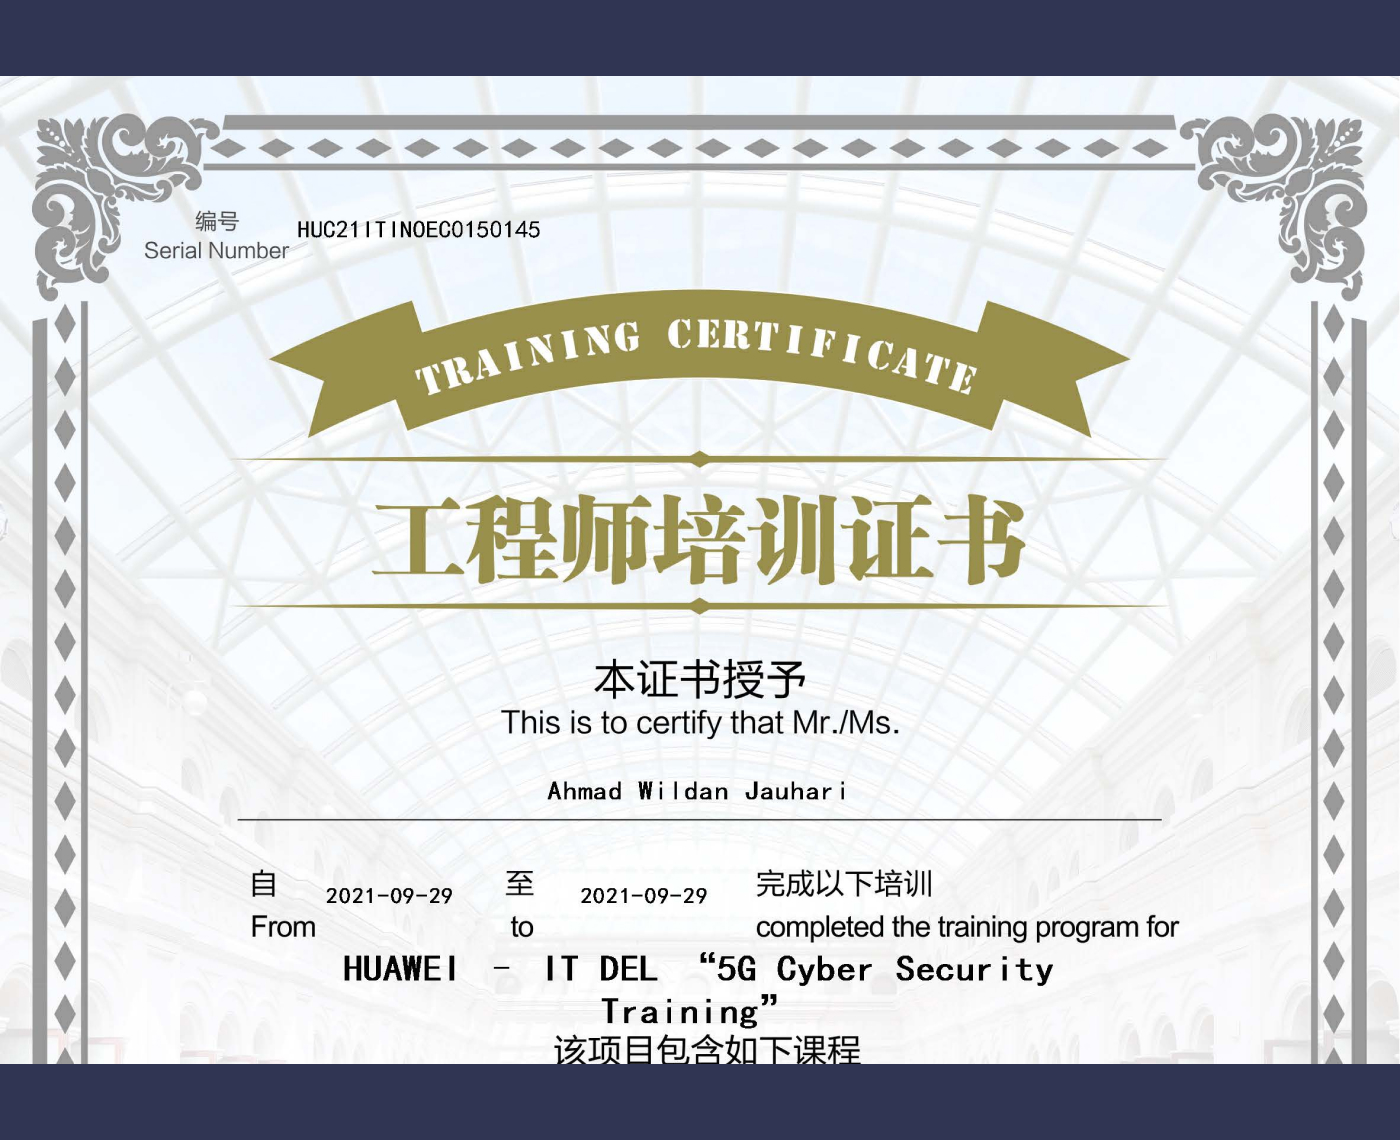 编号
Serial Number HUC21ITINOEC0150145
TRAINING CERTIFICATE
工程师培训证书
本证书授予
This is to certify that Mr./Ms.
Ahmad Wildan Jauhari
自 2021-09-29 至 2021-09-29 完成以下培训
From to completed the training program for
HUAWEI – IT DEL “5G Cyber Security
Training”
该项目包含如下课程